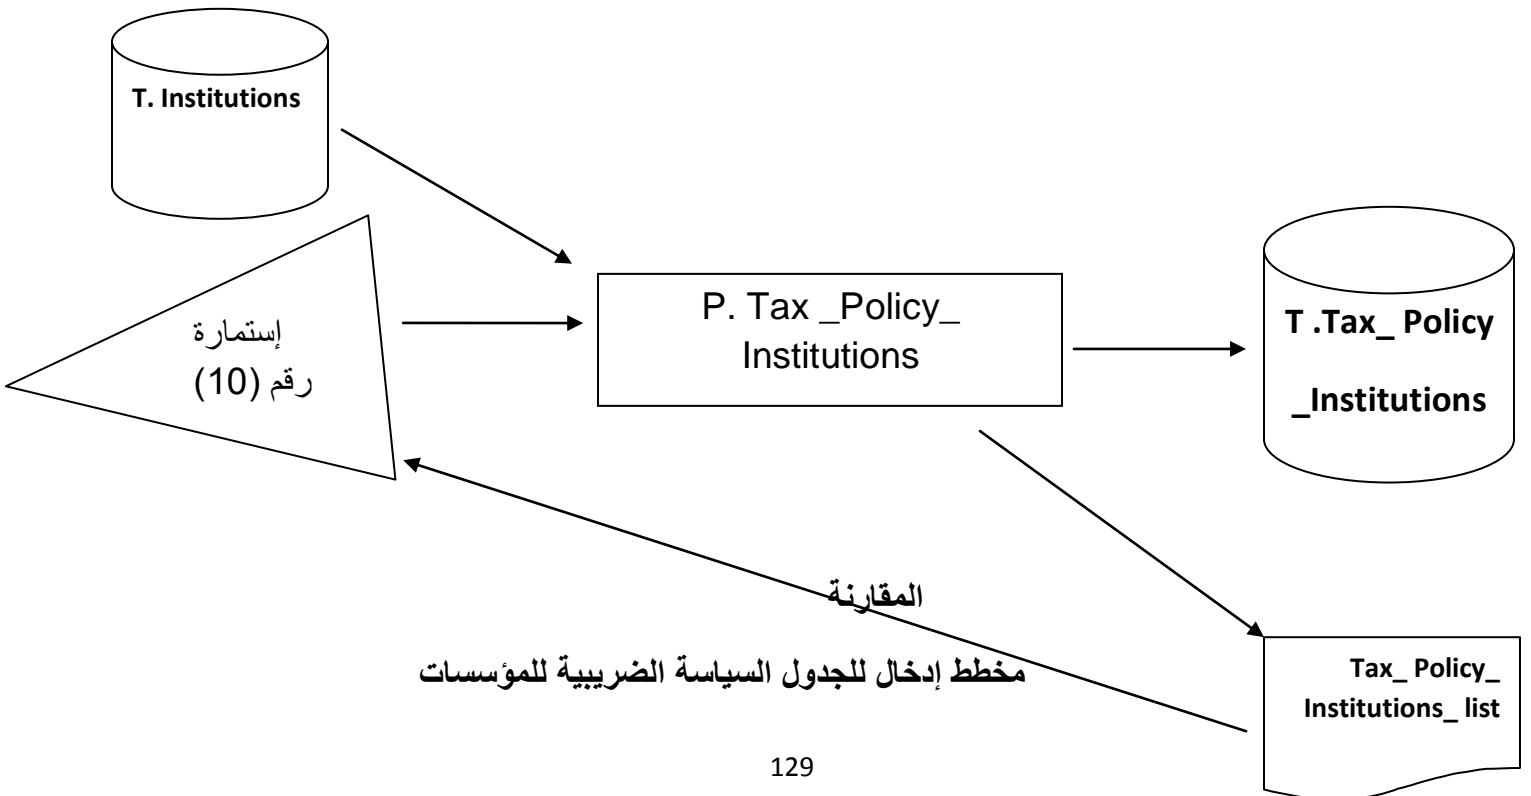 T. Institutions
إستمارة
رقم (10)
P. Tax _Policy_
Institutions
T .Tax_ Policy
_Institutions
المقارنة
مخطط إدخال للجدول السياسة الضريبية للمؤسسات
Tax_ Policy_
Institutions_ list
129